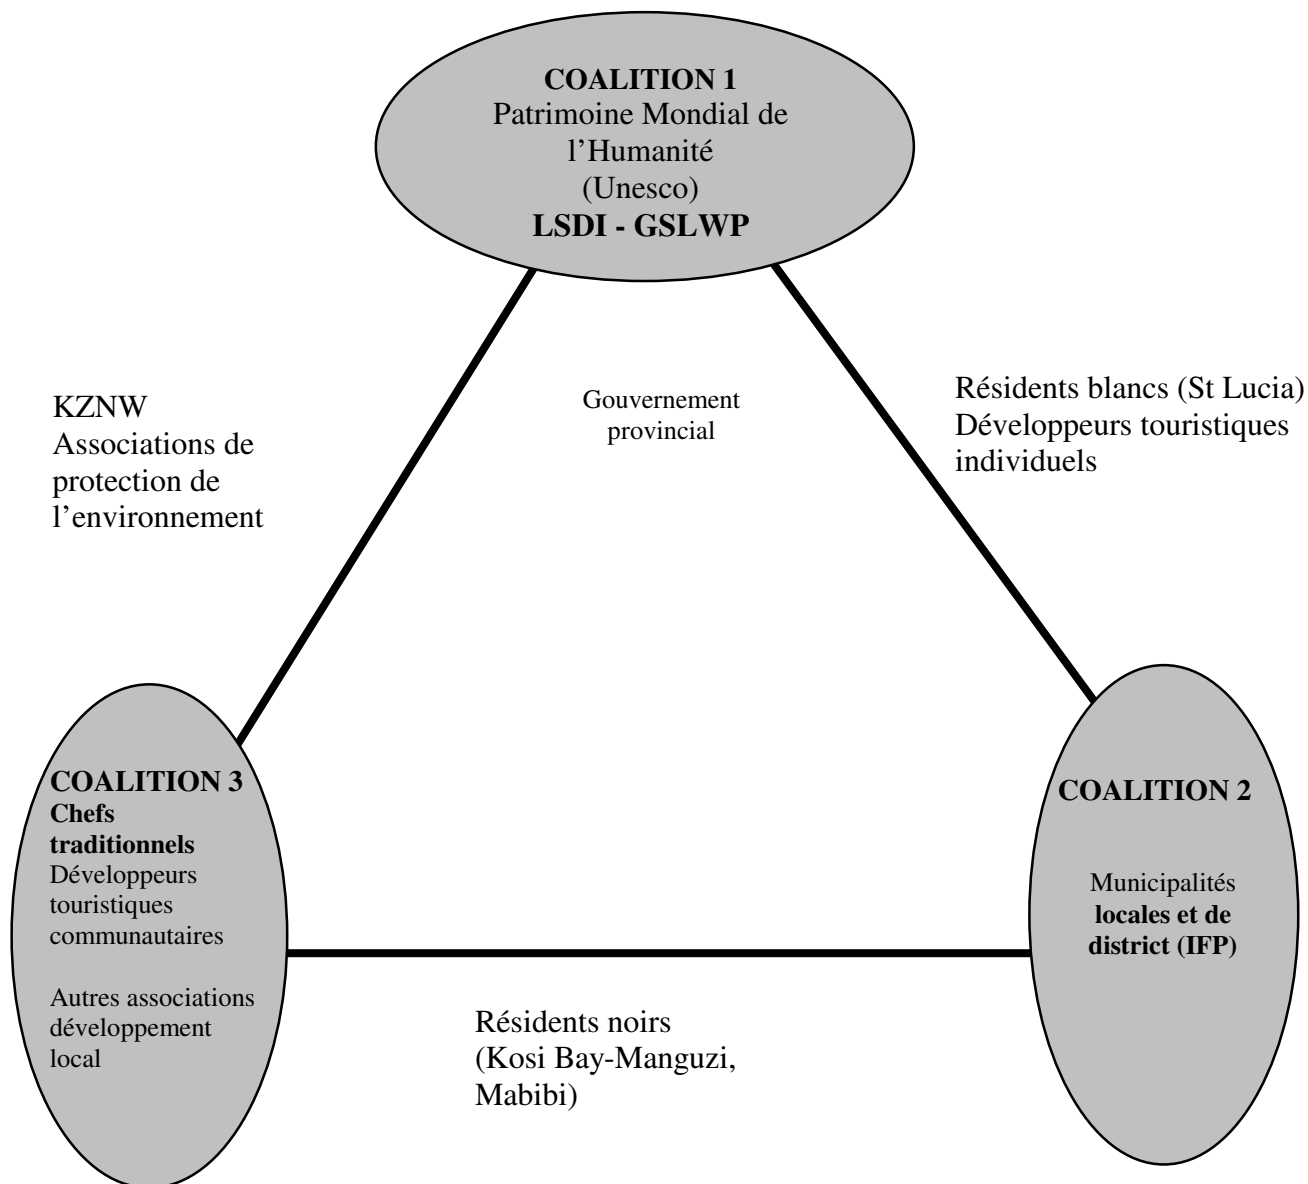 COALITION 1
Patrimoine Mondial de
l’Humanité
(Unesco)
LSDI - GSLWP
KZNW
Associations de
protection de
l’environnement
Gouvernement
provincial
Résidents blancs (St Lucia)
Développeurs touristiques
individuels
COALITION 3
Chefs
traditionnels
Développeurs
touristiques
communautaires
Autres associations
développement
local
COALITION 2
Municipalités
locales et de
district (IFP)
Résidents noirs
(Kosi Bay-Manguzi,
Mabibi)